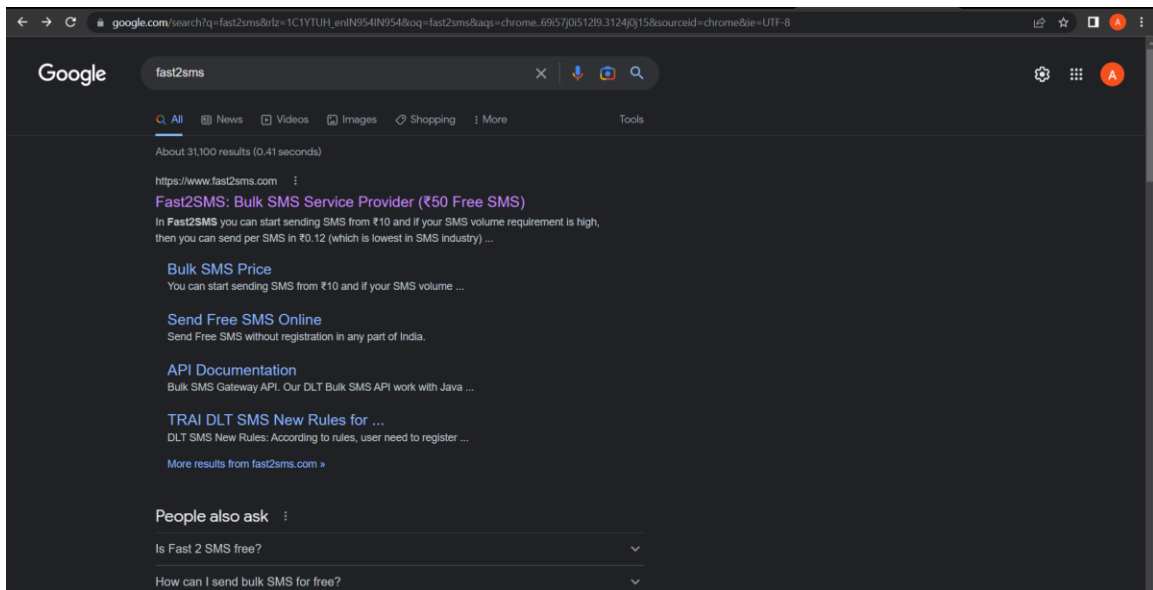 google.com/search?q=fast2sms&rlz=1C1YTUH_enIN954IN954&oq=fast2sms&aqs=chrome..69i57j0i512l9.3124j0j15&sourceid=chrome&ie=UTF-8
A
Google
fast2sms
A
All
News
Videos
Images
Shopping
More
Tools
About 31,100 results (0.41 seconds)
https://www.fast2sms.com
Fast2SMS: Bulk SMS Service Provider (₹50 Free SMS)
In Fast2SMS you can start sending SMS from ₹10 and if your SMS volume requirement is high,
then you can send per SMS in ₹0.12 (which is lowest in SMS industry) ...
Bulk SMS Price
You can start sending SMS from ₹10 and if your SMS volume ...
Send Free SMS Online
Send Free SMS without registration in any part of India.
API Documentation
Bulk SMS Gateway API. Our DLT Bulk SMS API work with Java ...
TRAI DLT SMS New Rules for ...
DLT SMS New Rules: According to rules, user need to register ...
More results from fast2sms.com »
People also ask
Is Fast 2 SMS free?
How can I send bulk SMS for free?